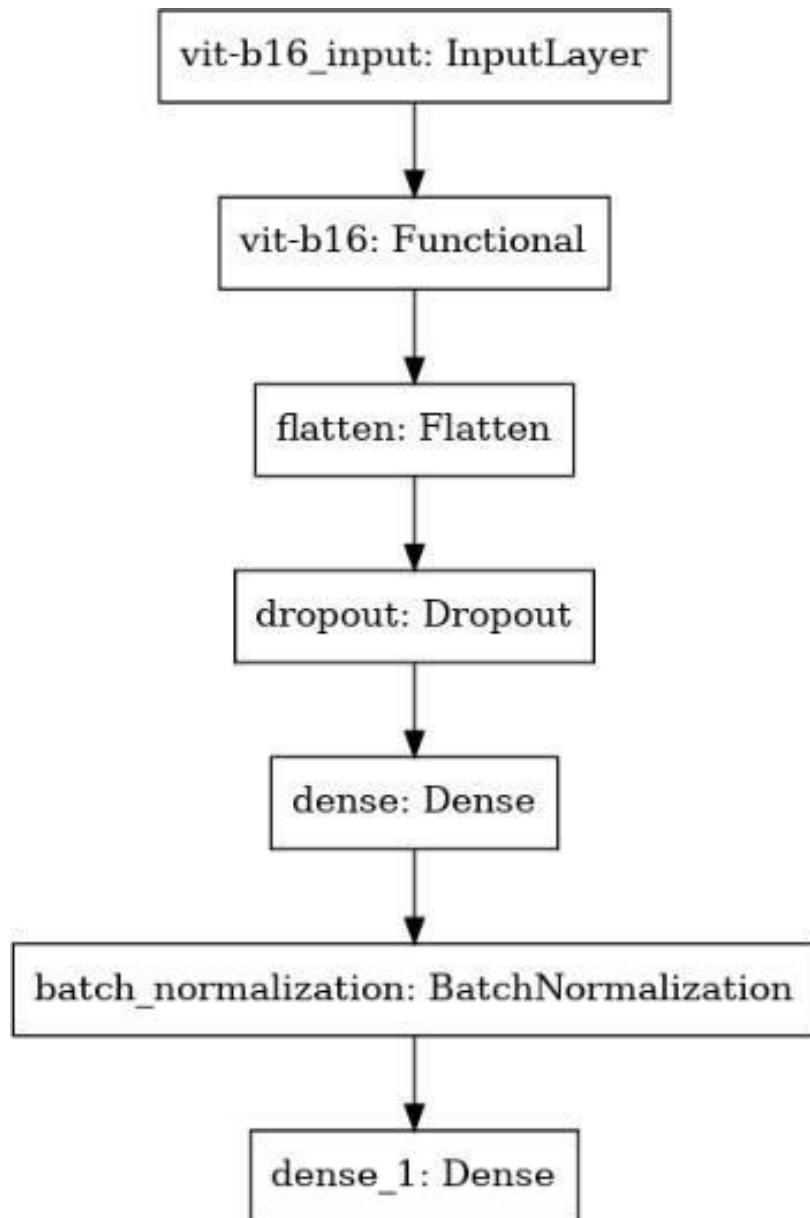 vit-b16_input: InputLayer
vit-b16: Functional
flatten: Flatten
dropout: Dropout
dense: Dense
batch_normalization: BatchNormalization
dense_1: Dense